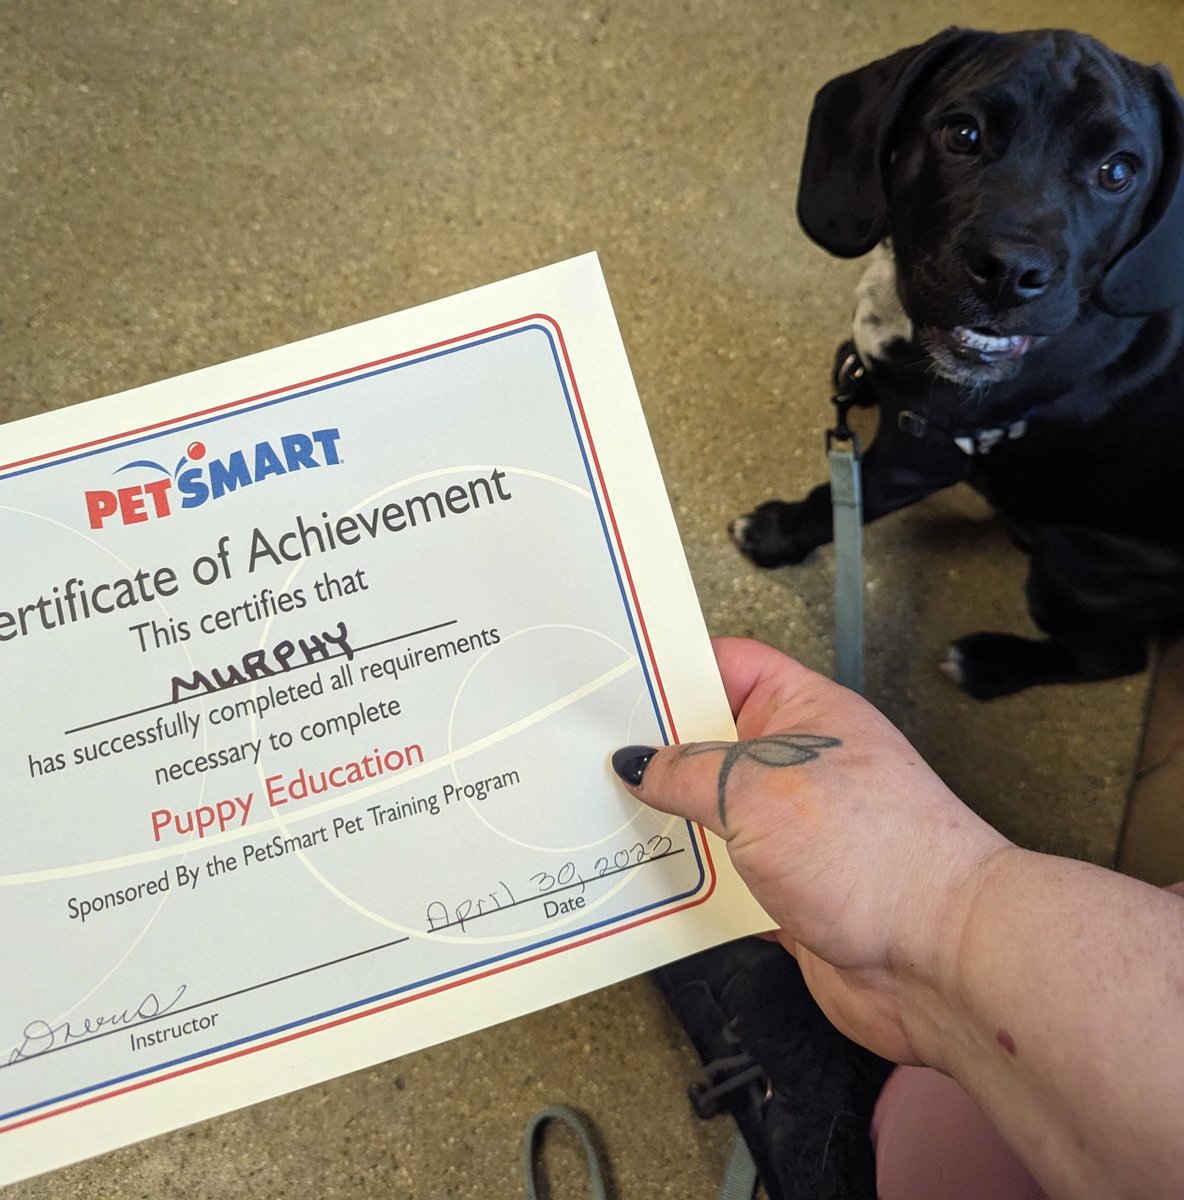 PETSMART
ertificate of Achievement
This certifies that
MURPHY
has successfully completed all requirements
necessary to complete
Puppy Education
Sponsored By the PetSmart Pet Training Program
April 30, 2023
Date
Instructor